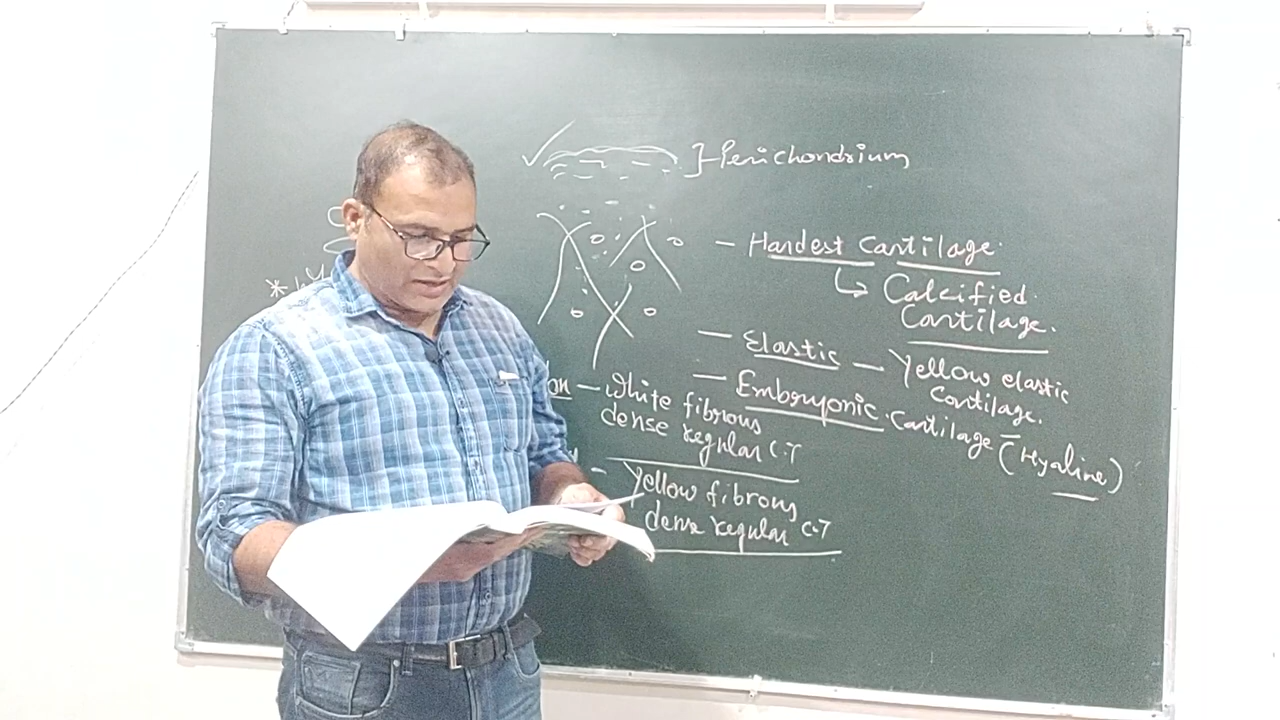 ]-Perichondrium
- Hardest Cartilage.
↳ Calcified.
Cartilage.
- Elastic - Yellow elastic
Cartilage.
- Embryonic. Cartilage - (Hyaline)
on - White fibrous
dense regular C.T
- Yellow fibrous
dense regular C.T